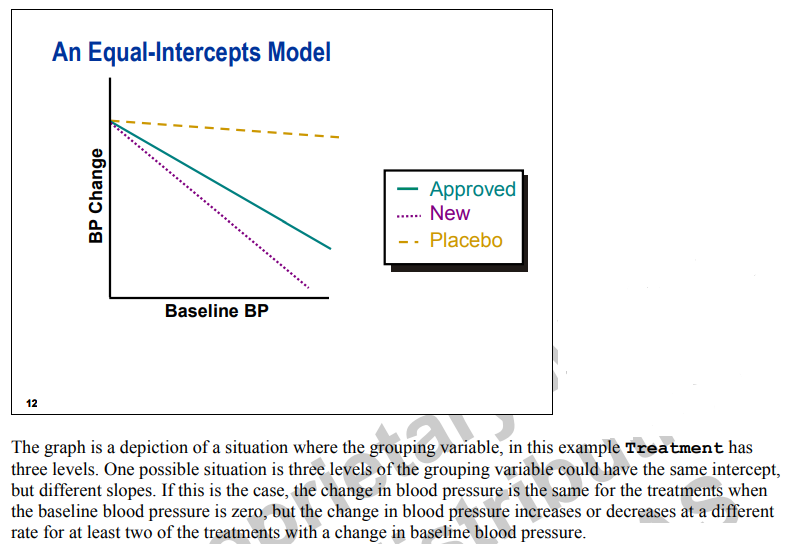 An Equal-Intercepts Model
BP Change
Approved
New
Placebo
Baseline BP
12
The graph is a depiction of a situation where the grouping variable, in this example Treatment has
three levels. One possible situation is three levels of the grouping variable could have the same intercept,
but different slopes. If this is the case, the change in blood pressure is the same for the treatments when
the baseline blood pressure is zero, but the change in blood pressure increases or decreases at a different
rate for at least two of the treatments with a change in baseline blood pressure.